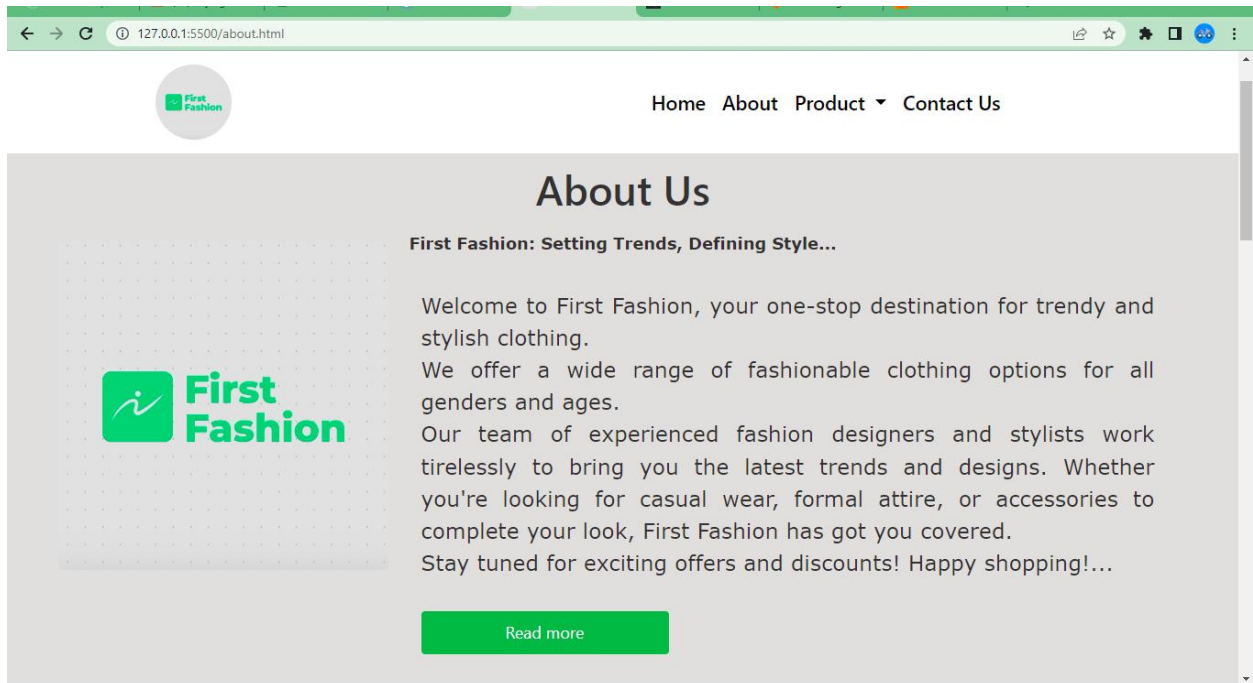 127.0.0.1:5500/about.html
First
Fashion
Home About Product Contact Us
About Us
First Fashion: Setting Trends, Defining Style...
Welcome to First Fashion, your one-stop destination for trendy and
stylish clothing.
We offer a wide range of fashionable clothing options for all
genders and ages.
Our team of experienced fashion designers and stylists work
tirelessly to bring you the latest trends and designs. Whether
you're looking for casual wear, formal attire, or accessories to
complete your look, First Fashion has got you covered.
Stay tuned for exciting offers and discounts! Happy shopping!...
First
Fashion
Read more